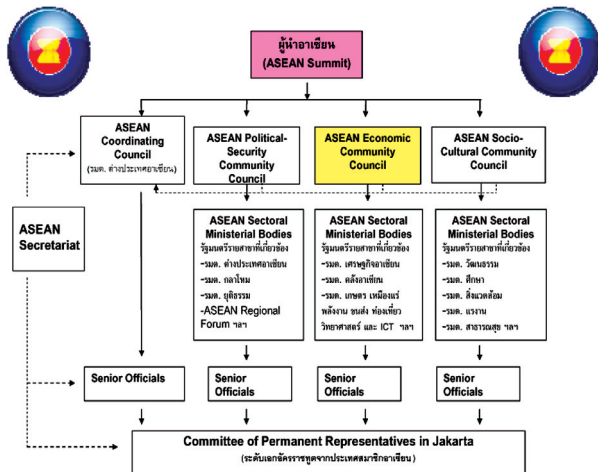 ผู้นำอาเซียน
(ASEAN Summit)
ASEAN
Coordinating
Council
(รมต. ต่างประเทศอาเซียน)
ASEAN Political-
Security
Community
Council
ASEAN Economic
Community
Council
ASEAN Socio-
Cultural Community
Council
ASEAN
Secretariat
ASEAN Sectoral
Ministerial Bodies
รัฐมนตรีรายสาขาที่เกี่ยวข้อง
-รมต. ต่างประเทศอาเซียน
-รมต. กลาโหม
-รมต. ยุติธรรม
-ASEAN Regional
Forum ฯลฯ
ASEAN Sectoral
Ministerial Bodies
รัฐมนตรีรายสาขาที่เกี่ยวข้อง
-รมต. เศรษฐกิจอาเซียน
-รมต. คลังอาเซียน
-รมต. เกษตร เหมืองแร่
พลังงาน ขนส่ง ท่องเที่ยว
วิทยาศาสตร์ และ ICT ฯลฯ
ASEAN Sectoral
Ministerial Bodies
รัฐมนตรีรายสาขาที่เกี่ยวข้อง
-รมต. วัฒนธรรม
-รมต. ศึกษา
-รมต. สิ่งแวดล้อม
-รมต. แรงาน
-รมต. สาธารณสุข ฯลฯ
Senior Officials
Senior
Officials
Senior
Officials
Senior
Officials
Committee of Permanent Representatives in Jakarta
(ระดับเอกอัครราชทูตจากประเทศสมาชิกอาเซียน)